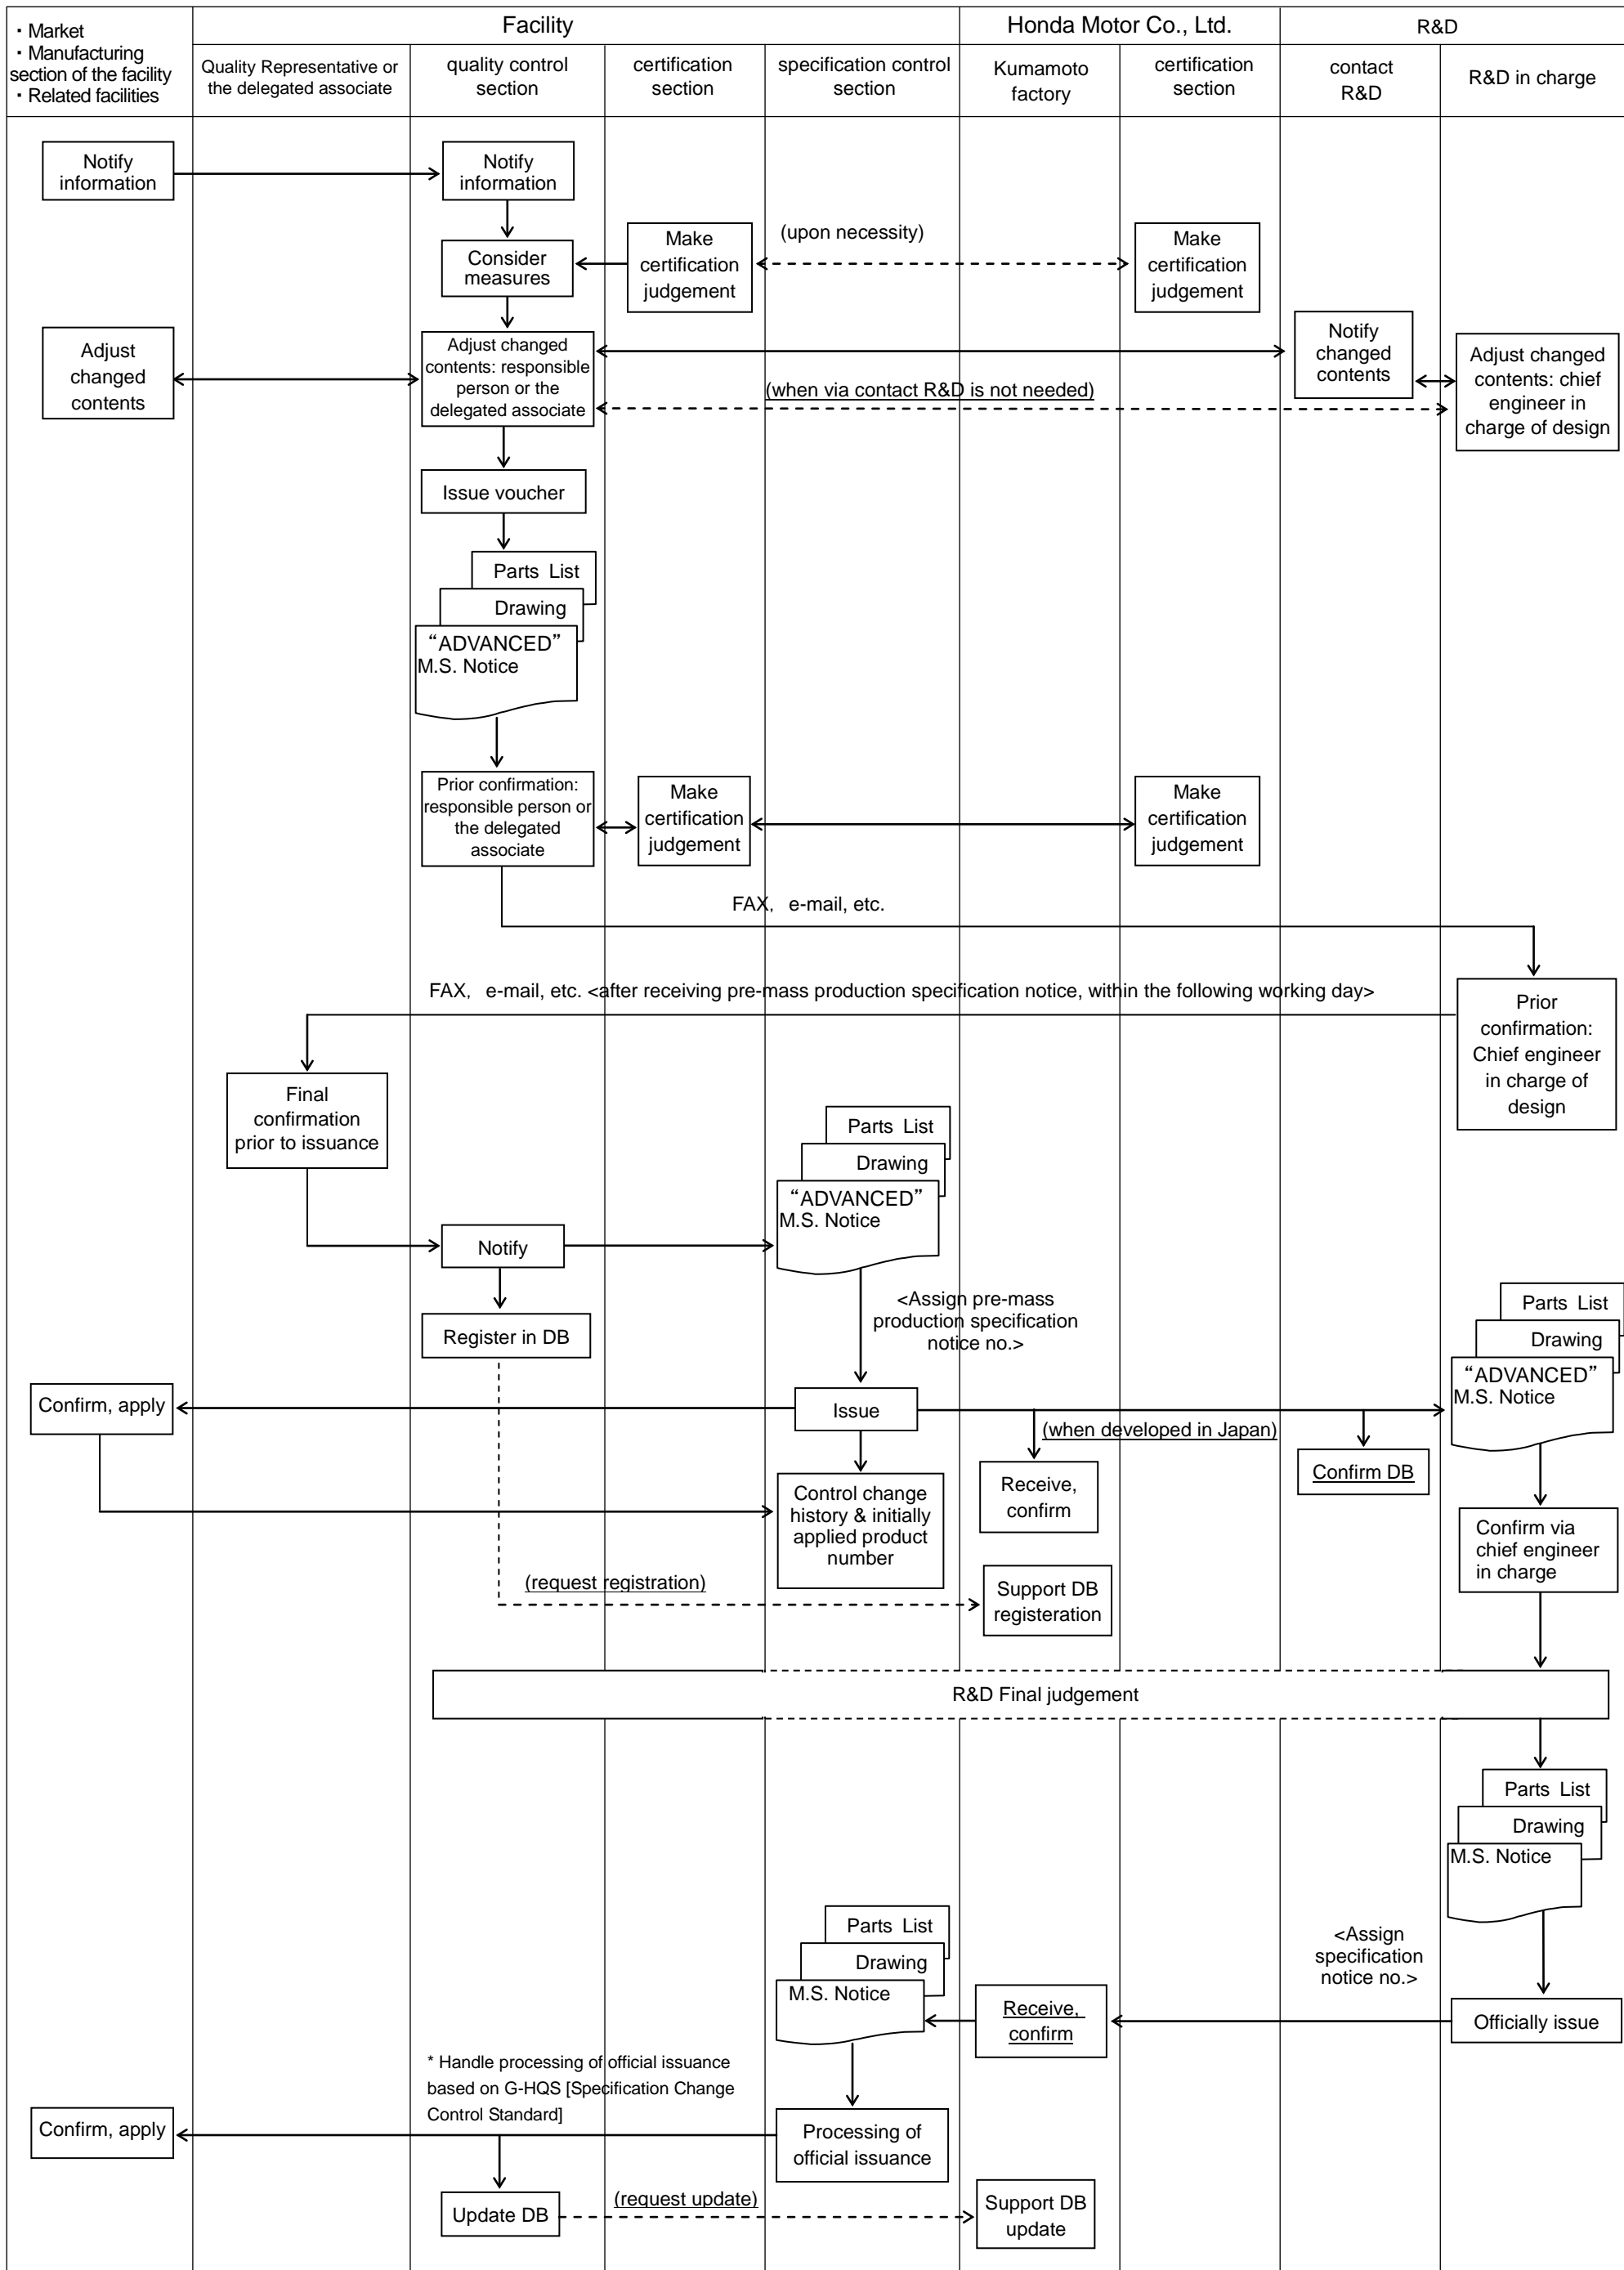 ・Market
・Manufacturing
section of the facility
・Related facilities
Facility
Honda Motor Co., Ltd.
R&D
Quality Representative or
the delegated associate
quality control
section
certification
section
specification control
section
Kumamoto
factory
certification
section
contact
R&D
R&D in charge
Notify
information
Notify
information
Consider
measures
Make
certification
judgement
(upon necessity)
Make
certification
judgement
Adjust
changed
contents
Adjust changed
contents: responsible
person or the
delegated associate
Notify
changed
contents
Adjust changed
contents: chief
engineer in
charge of design
(when via contact R&D is not needed)
Issue voucher
Parts List
Drawing
“ADVANCED”
M.S. Notice
Prior confirmation:
responsible person or
the delegated
associate
Make
certification
judgement
Make
certification
judgement
FAX, e-mail, etc.
FAX, e-mail, etc. <after receiving pre-mass production specification notice, within the following working day>
Prior
confirmation:
Chief engineer
in charge of
design
Final
confirmation
prior to issuance
Parts List
Drawing
“ADVANCED”
M.S. Notice
Notify
<Assign pre-mass
production specification
notice no.>
Register in DB
Parts List
Drawing
“ADVANCED”
M.S. Notice
Confirm, apply
Issue
(when developed in Japan)
Receive,
confirm
Confirm DB
Control change
history & initially
applied product
number
Confirm via
chief engineer
in charge
(request registration)
Support DB
registeration
R&D Final judgement
Parts List
Drawing
M.S. Notice
<Assign
specification
notice no.>
Parts List
Drawing
M.S. Notice
Receive,
confirm
Officially issue
* Handle processing of official issuance
based on G-HQS [Specification Change
Control Standard]
Confirm, apply
Processing of
official issuance
Update DB
(request update)
Support DB
update